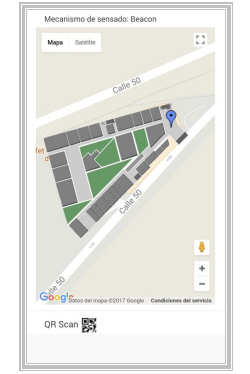 Mecanismo de sensado: Beacon
Mapa Satélite
Calle 50
fet
d
Calle 50
Calle 50
Google
Datos del mapa ©2017 Google Condiciones del servicio
QR Scan